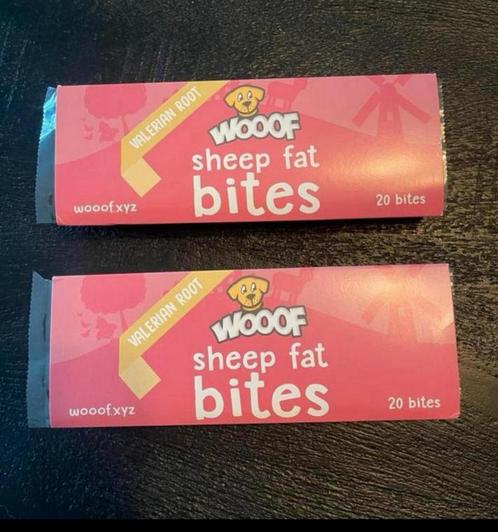 VALERIAN ROOT
WOOOF
sheep fat
bites
wooof.xyz
20 bites
VALERIAN ROOT
WOOOF
sheep fat
bites
wooof.xyz
20 bites